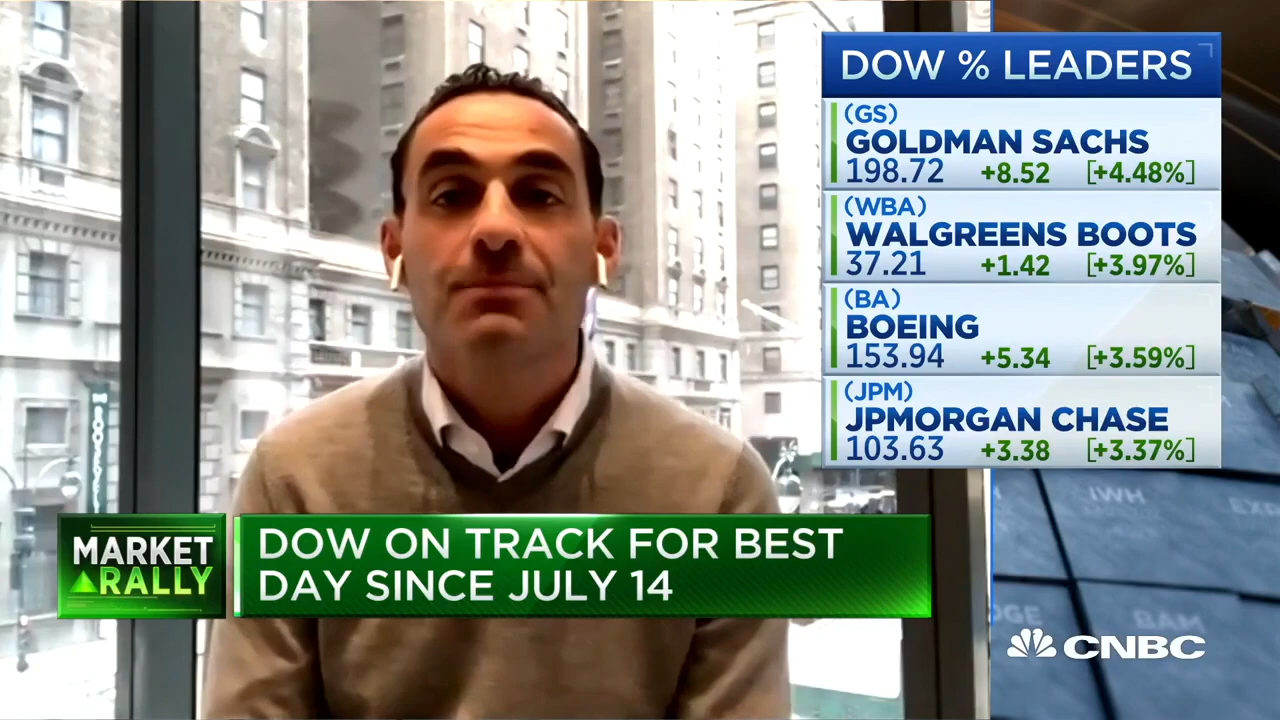 DOW % LEADERS
(GS)
GOLDMAN SACHS
198.72 +8.52 [+4.48%]
(WBA)
WALGREENS BOOTS
37.21 +1.42 [+3.97%]
(BA)
BOEING
153.94 +5.34 [+3.59%]
(JPM)
JPMORGAN CHASE
103.63 +3.38 [+3.37%]
MARKET
RALLY
DOW ON TRACK FOR BEST
DAY SINCE JULY 14
IWH
BAM
CNBC